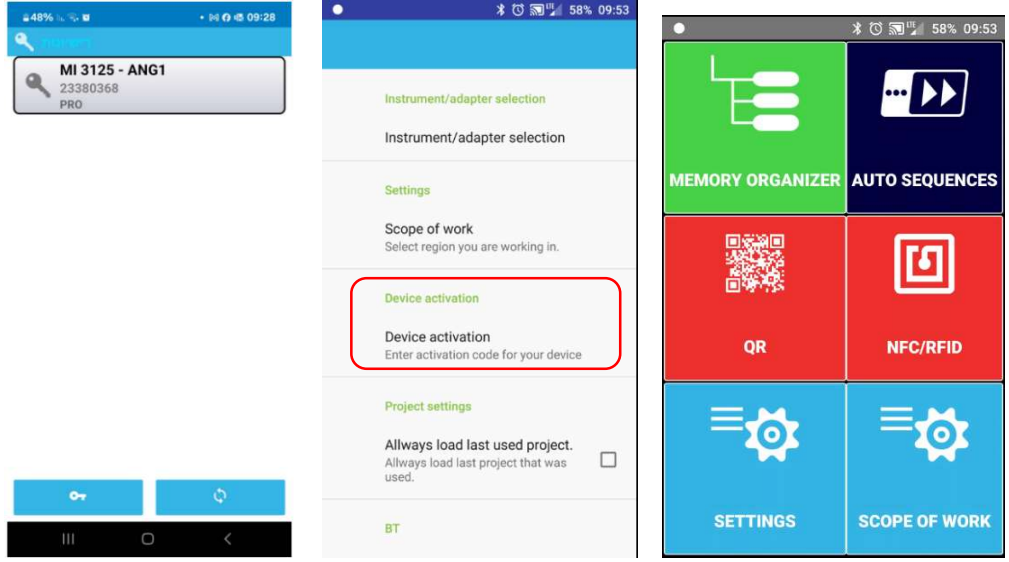 48%
09:28
MI 3125 - ANG1
23380368
PRO
LTE 58% 09:53
Instrument/adapter selection
Instrument/adapter selection
Settings
Scope of work
Select region you are working in.
Device activation
Device activation
Enter activation code for your device
Project settings
Allways load last used project.
Allways load last project that was
used.
BT
LTE 58% 09:53
MEMORY ORGANIZER
AUTO SEQUENCES
QR
NFC/RFID
SETTINGS
SCOPE OF WORK